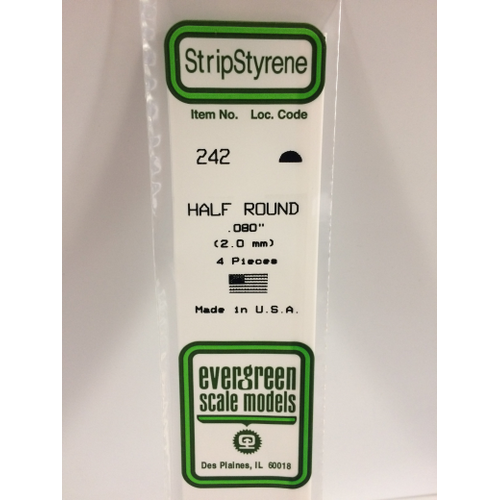 StripStyrene
Item No. Loc. Code
242
HALF ROUND
.080"
(2.0 mm)
4 Pieces
Made in U.S.A.
evergreen
scale models
Des Plaines, IL 60018